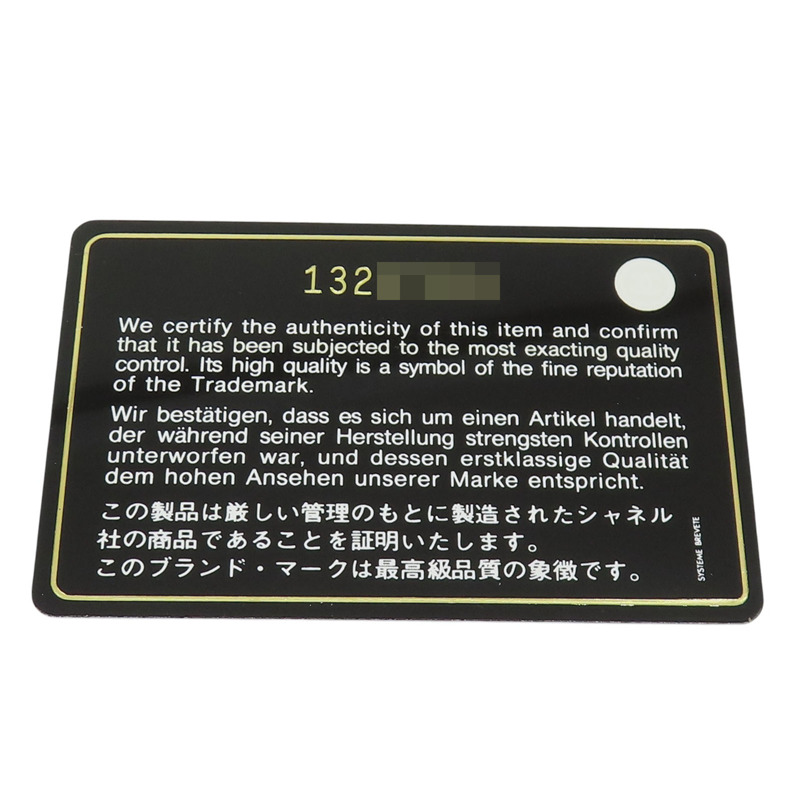 132
We certify the authenticity of this item and confirm
that it has been subjected to the most exacting quality
control. Its high quality is a symbol of the fine reputation
of the Trademark.
Wir bestätigen, dass es sich um einen Artikel handelt,
der während seiner Herstellung strengsten Kontrollen
unterworfen war, und dessen erstklassige Qualität
dem hohen Ansehen unserer Marke entspricht.
この製品は厳しい管理のもとに製造されたシャネル
社の商品であることを証明いたします。
このブランド・マークは最高級品質の象徴です。
SYSTEME BREVETE